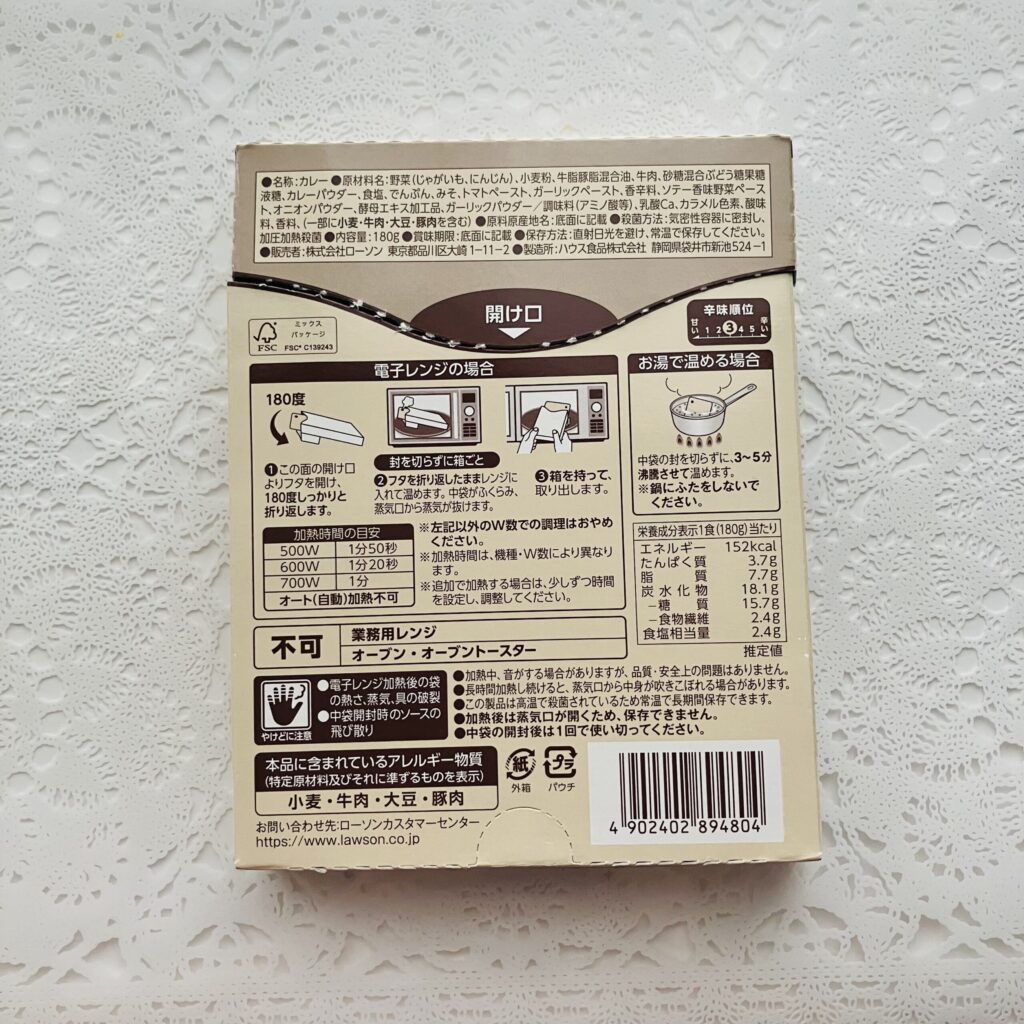 ●名称:カレー ●原材料名:野菜(じゃがいも、にんじん)、小麦粉、牛脂豚脂混合油、牛肉、砂糖混合ぶどう糖果糖
液糖、カレーパウダー、食塩、でんぷん、みそ、トマトペースト、ガーリックペースト、香辛料、ソテー香味野菜ペースト
、オニオンパウダー、酵母エキス加工品、ガーリックパウダー/調味料(アミノ酸等)、乳酸Ca、カラメル色素、酸味
料、香料、(一部に小麦・牛肉・大豆・豚肉を含む) ●原料原産地名:底面に記載 ●殺菌方法:気密性容器に密封し、
加圧加熱殺菌 ●内容量:180g ●賞味期限:底面に記載 ●保存方法:直射日光を避け、常温で保存してください。
●販売者:株式会社ローソン 東京都品川区大崎1-11-2 ●製造所:ハウス食品株式会社 静岡県袋井市新池524-1
開け口
辛味順位
甘い 1 2 3 4 5 辛い
FSC
ミックス
パッケージ
FSC® C139243
電子レンジの場合
180度
①この面の開け口
よりフタを開け、
180度しっかりと
折り返します。
封を切らずに箱ごと
②フタを折り返したままレンジに
入れて温めます。中袋がふくらみ、
蒸気口から蒸気が抜けます。
③箱を持って、
取り出します。
加熱時間の目安
500W 1分50秒
600W 1分20秒
700W 1分
オート(自動)加熱不可
※左記以外のW数での調理はおやめ
ください。
※加熱時間は、機種・W数により異なり
ます。
※追加で加熱する場合は、少しずつ時間
を設定し、調整してください。
お湯で温める場合
中袋の封を切らずに、3~5分
沸騰させて温めます。
※鍋にふたをしないで
ください。
栄養成分表示1食(180g)当たり
エネルギー 152kcal
たんぱく質 3.7g
脂質 7.7g
炭水化物 18.1g
-糖質 15.7g
-食物繊維 2.4g
食塩相当量 2.4g
推定値
不可
業務用レンジ
オーブン・オーブントースター
やけどに注意
●電子レンジ加熱後の袋
の熱さ、蒸気、具の破裂
●中袋開封時のソースの
飛び散り
●加熱中、音がする場合がありますが、品質・安全上の問題はありません。
●長時間加熱し続けると、蒸気口から中身が吹きこぼれる場合があります。
●この製品は高温で殺菌されているため常温で長期間保存できます。
●加熱後は蒸気口が開くため、保存できません。
●中袋の開封後は1回で使い切ってください。
本品に含まれているアレルギー物質
(特定原材料及びそれに準ずるものを表示)
小麦・牛肉・大豆・豚肉
紙
外箱
プラ
パウチ
お問い合わせ先:ローソンカスタマーセンター
https://www.lawson.co.jp
4 902402 894804